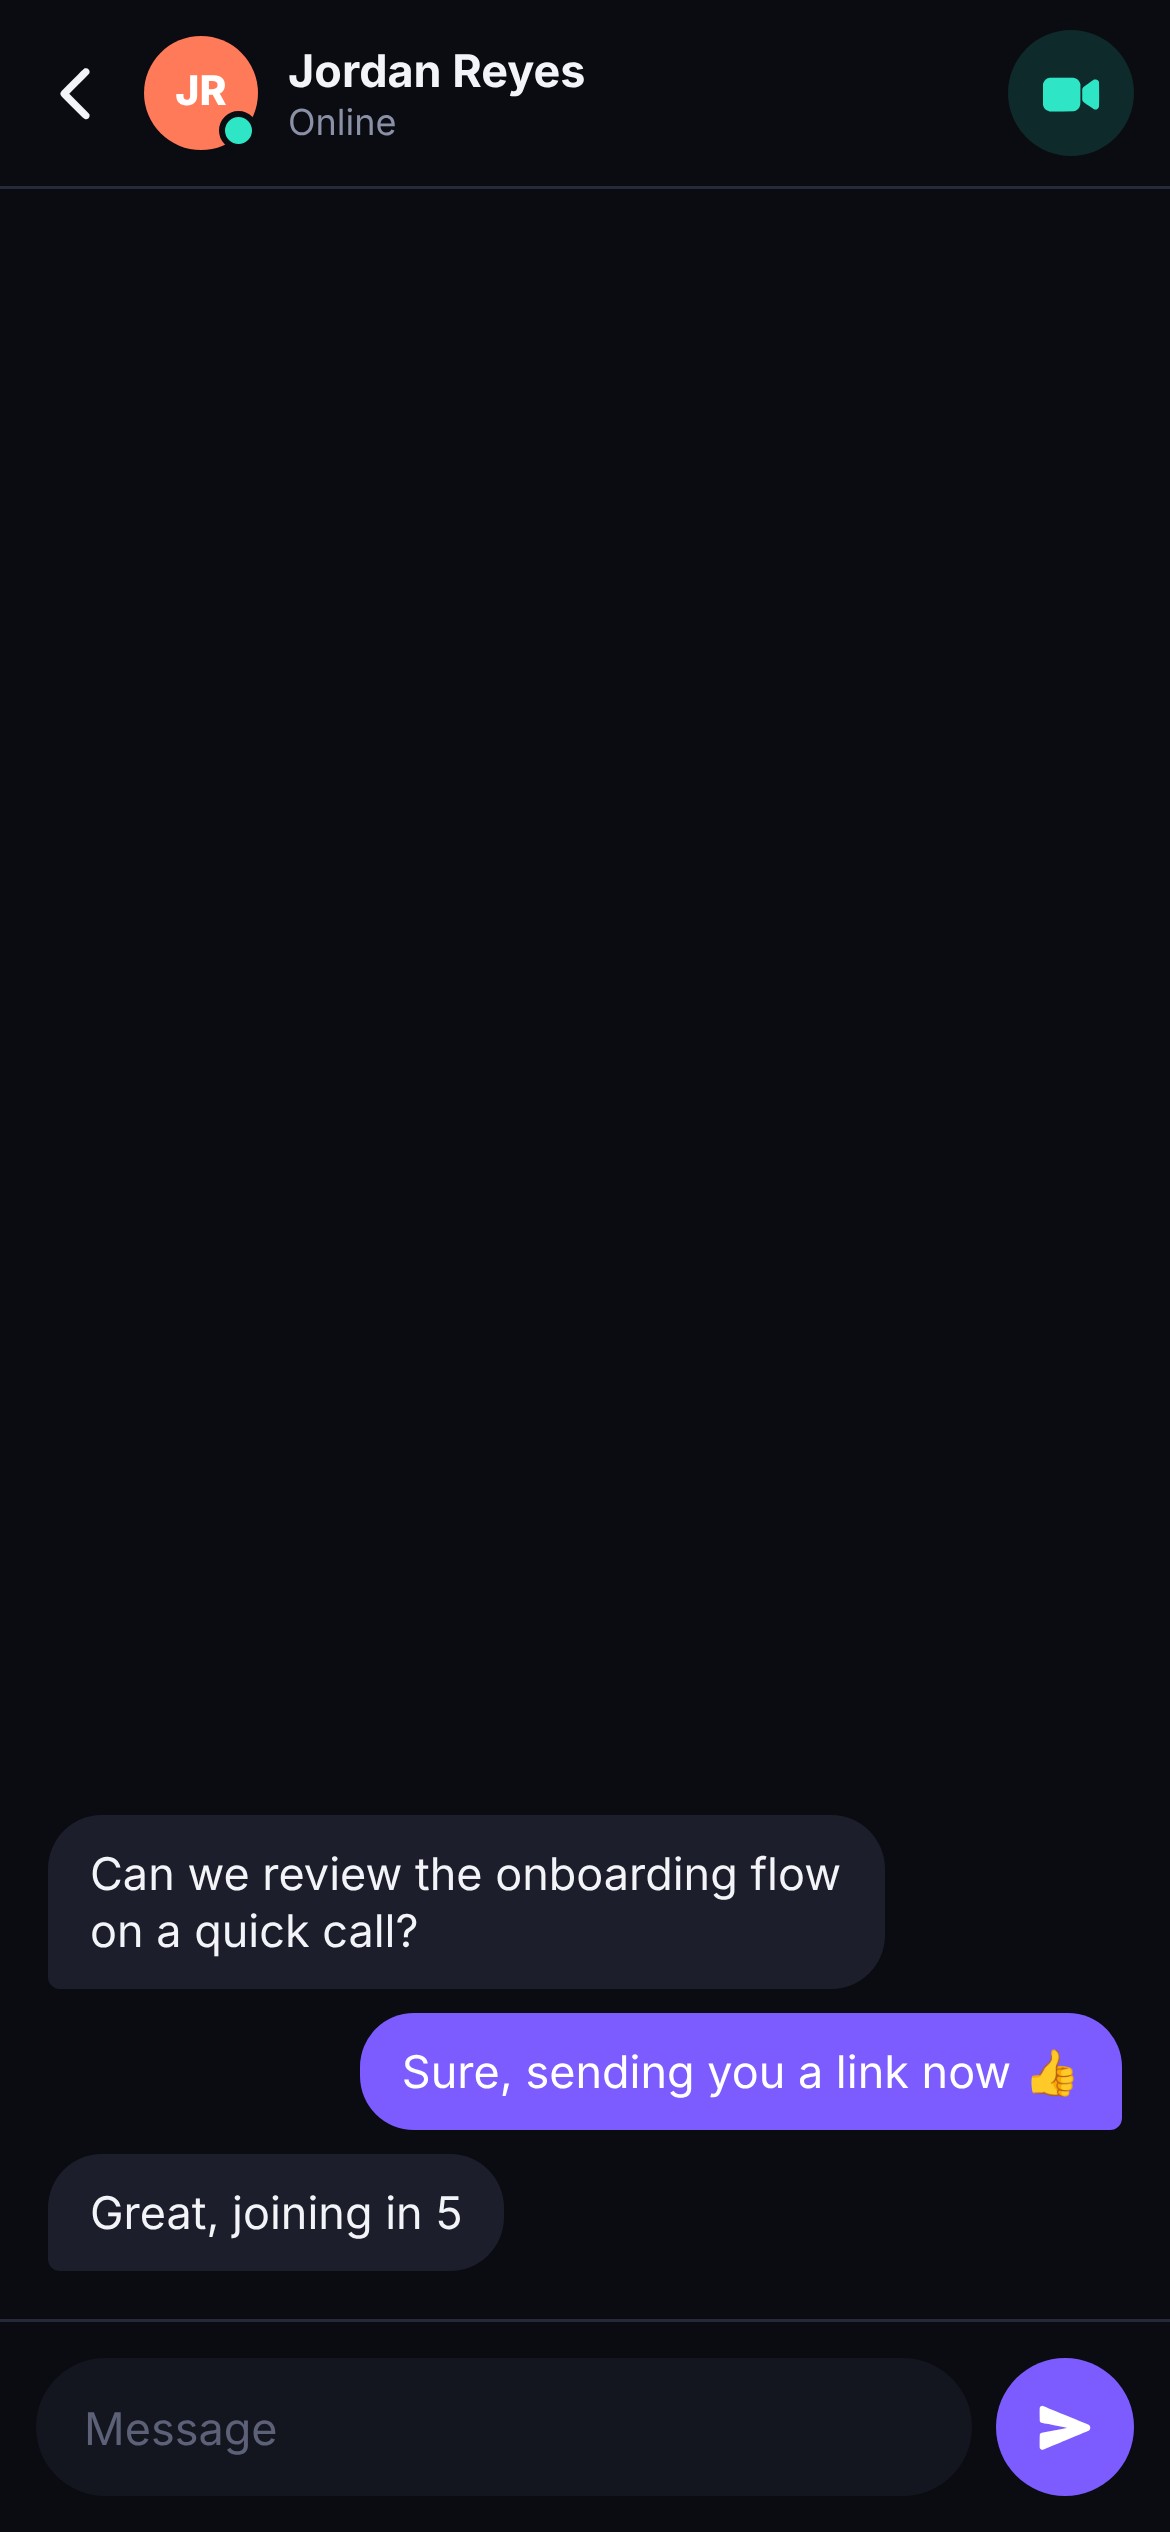 JR
Jordan Reyes
Online
Can we review the onboarding flow
on a quick call?
Sure, sending you a link now 👍
Great, joining in 5
Message